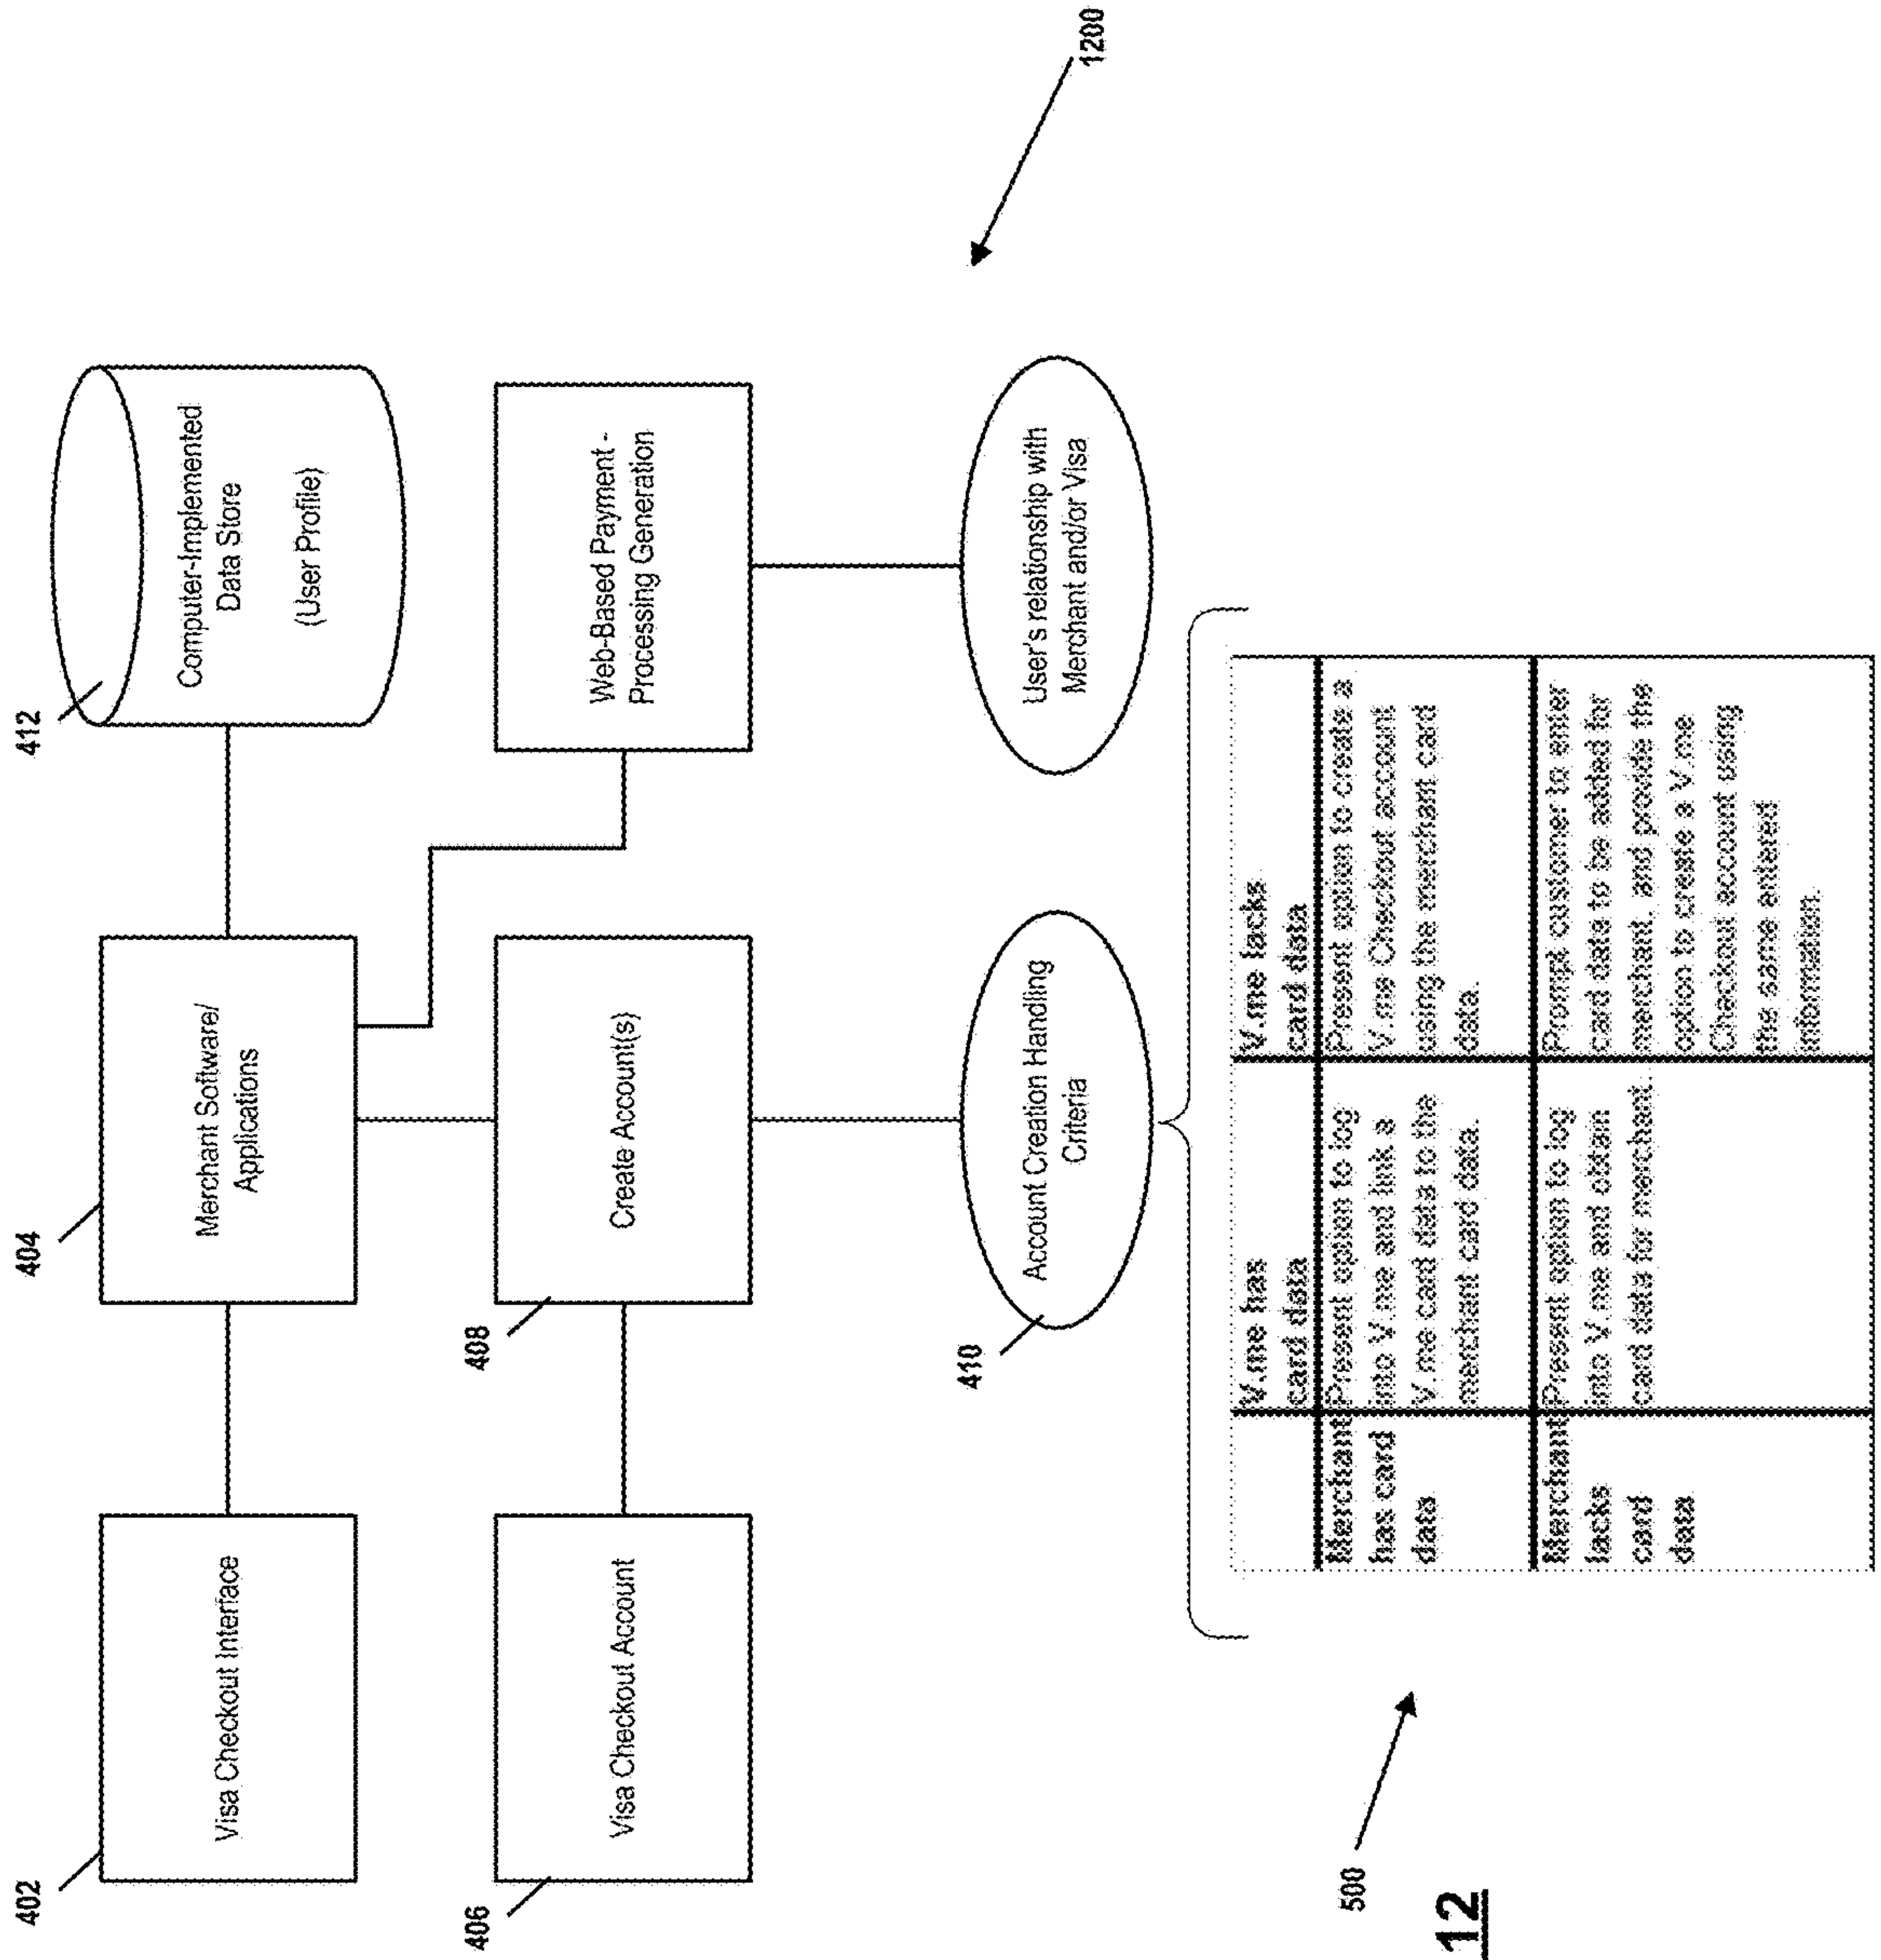 402
Visa Checkout Interface
404
Merchant Software/
Applications
412
Computer-Implemented
Data Store
(User Profile)
406
Visa Checkout Account
408
Create Account(s)
Web-Based Payment -
Processing Generation
410
Account Creation Handling
Criteria
User's relationship with
Merchant and/or Visa
1200
500
V.me has
card data
V.me lacks
card data
Merchant
has card
data
Present option to log
into V.me and link a
V.me card data to the
merchant card data.
Present option to create a
V.me Checkout account
using the merchant card
data.
Merchant
lacks
card
data
Present option to log
into V.me and obtain
card data for merchant.
Prompt customer to enter
card data to be added for
merchant, and provide the
option to create a V.me
Checkout account using
the same entered
information.
12